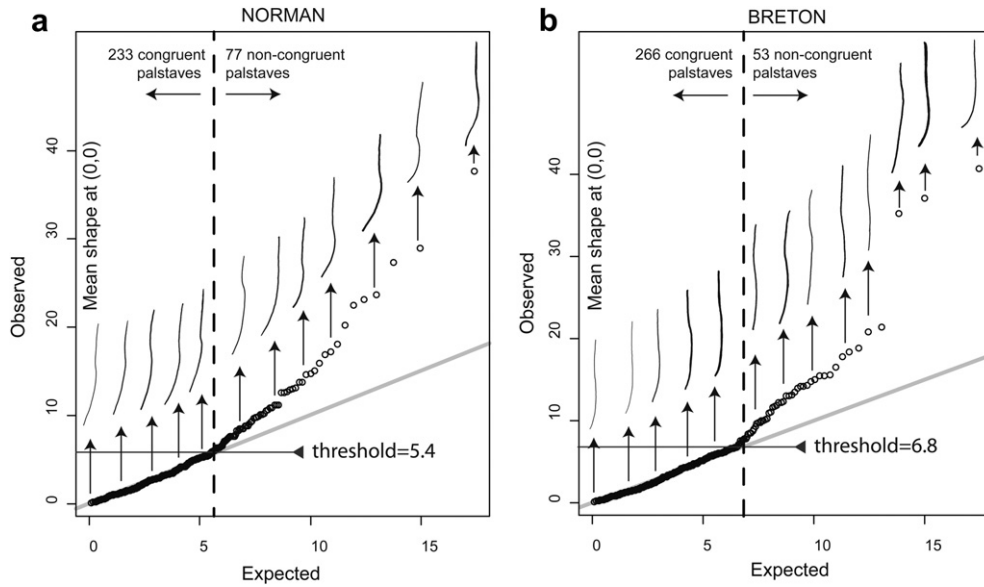 a
NORMAN
233 congruent
palstaves
77 non-congruent
palstaves
Mean shape at (0,0)
Observed
0
10
20
30
40
threshold=5.4
0
5
10
15
Expected
b
BRETON
266 congruent
palstaves
53 non-congruent
palstaves
Mean shape at (0,0)
Observed
0
10
20
30
40
threshold=6.8
0
5
10
15
Expected